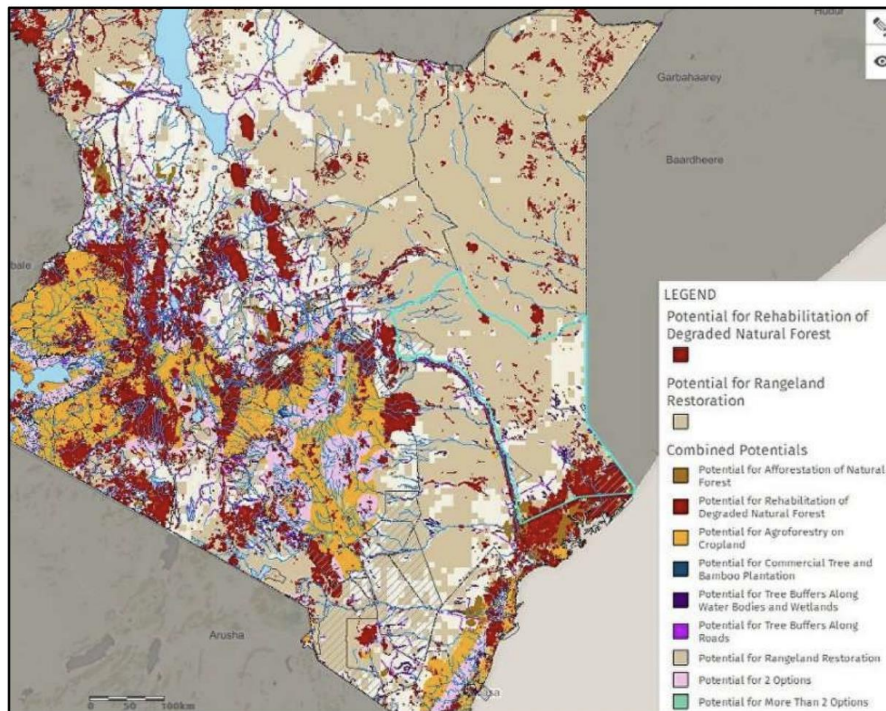 Garbahaarey
Baardheere
Arusha
100km
LEGEND
Potential for Rehabilitation of
Degraded Natural Forest
Potential for Rangeland
Restoration
Combined Potentials
Potential for Afforestation of Natural
Forest
Potential for Rehabilitation of
Degraded Natural Forest
Potential for Agroforestry on
Cropland
Potential for Commercial Tree and
Bamboo Plantation
Potential for Tree Buffers Along
Water Bodies and Wetlands
Potential for Tree Buffers Along
Roads
Potential for Rangeland Restoration
Potential for 2 Options
Potential for More Than 2 Options